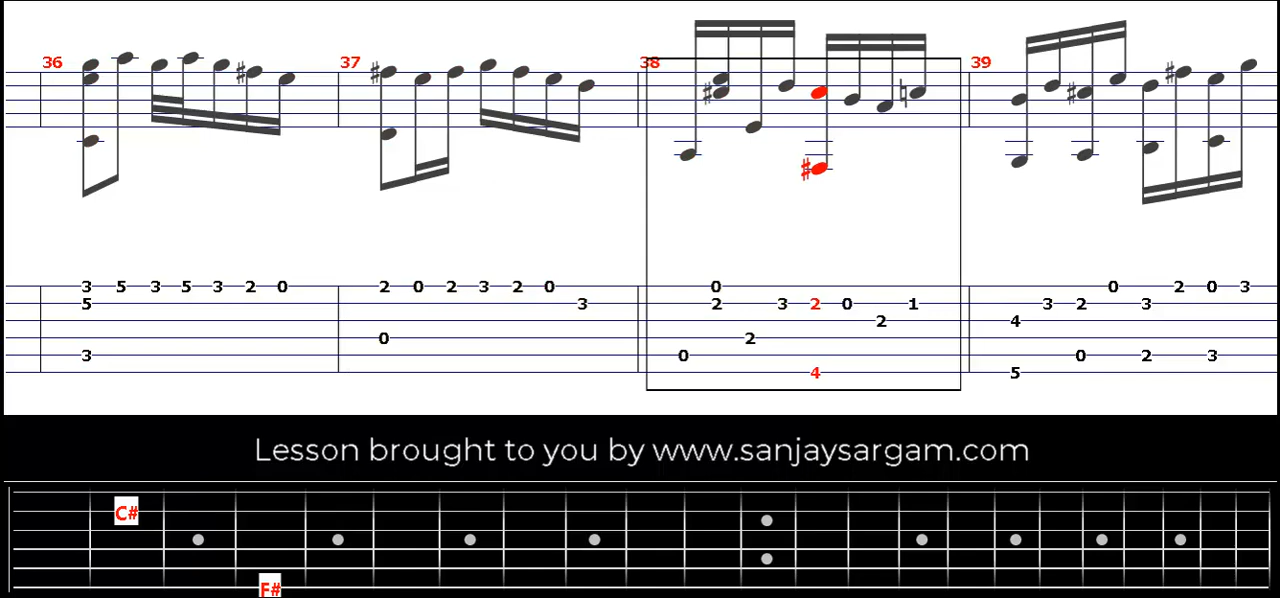 36 37 38 39
3 5 3 5 3 2 0 2 0 2 3 2 0 0 0 2 0 3
5 3 2 3 2 0 1 3 2 3
2 4
0 2
3 0 0 2 3
4 5
Lesson brought to you by www.sanjaysargam.com
C#
F#